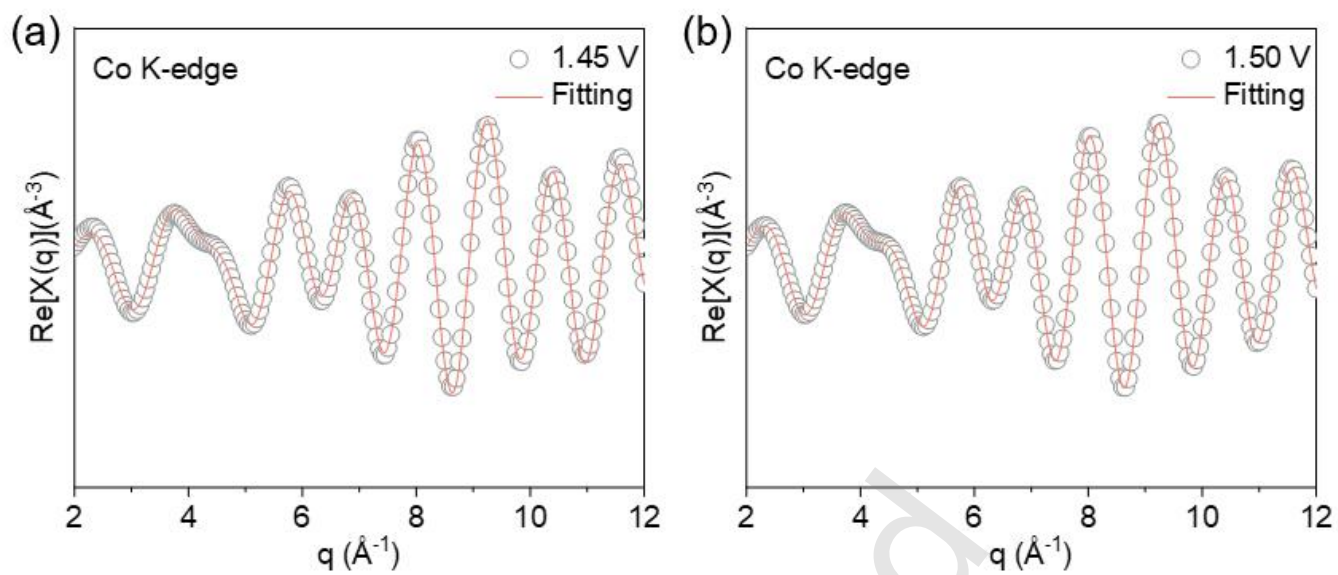 (a)
Co K-edge
1.45 V
Fitting
Re[X(q)](Å⁻³)
2 4 6 8 10 12
q (Å⁻¹)
(b)
Co K-edge
1.50 V
Fitting
Re[X(q)](Å⁻³)
2 4 6 8 10 12
q (Å⁻¹)
d